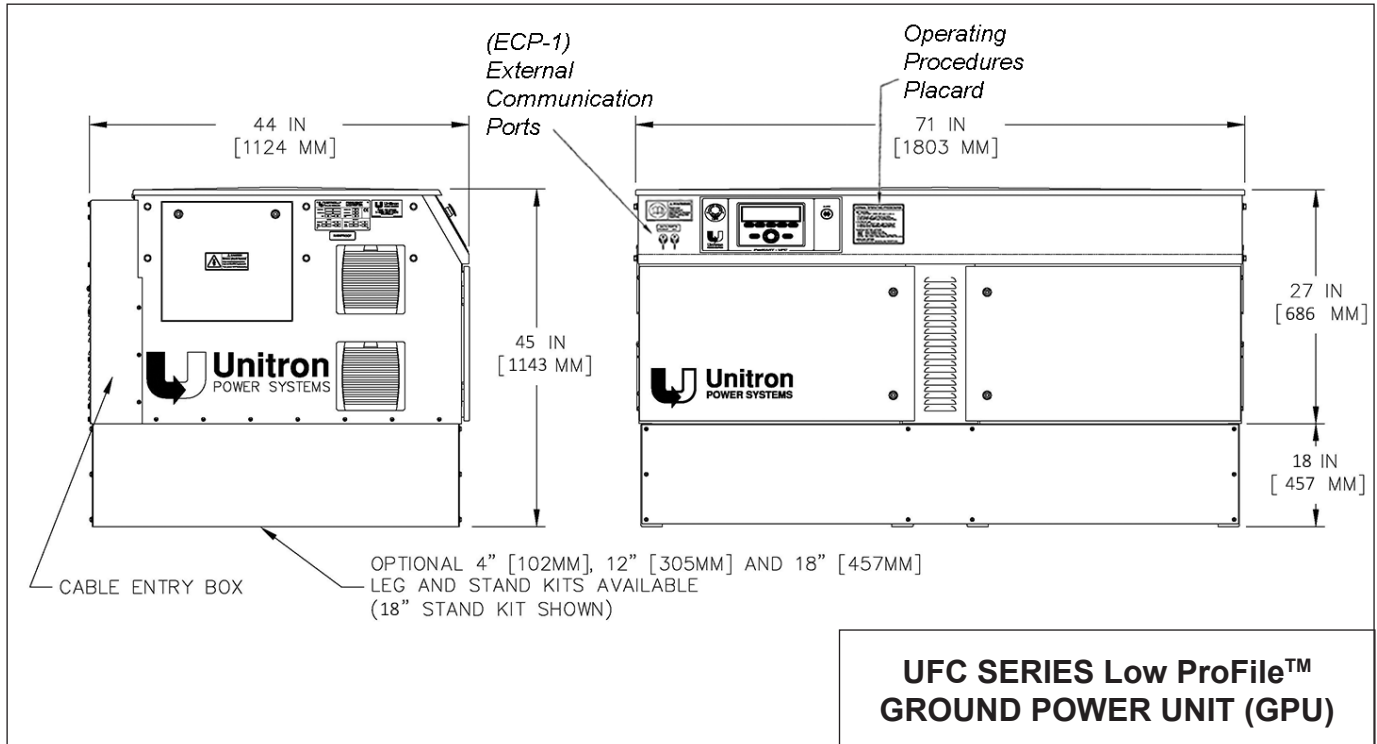 (ECP-1)
External
Communication
Ports
Operating
Procedures
Placard
44 IN
[1124 MM]
71 IN
[1803 MM]
45 IN
[1143 MM]
27 IN
[686 MM]
18 IN
[457 MM]
Unitron
POWER SYSTEMS
Unitron
POWER SYSTEMS
CABLE ENTRY BOX
OPTIONAL 4” [102MM], 12” [305MM] AND 18” [457MM]
LEG AND STAND KITS AVAILABLE
(18” STAND KIT SHOWN)
UFC SERIES Low ProFile™
GROUND POWER UNIT (GPU)